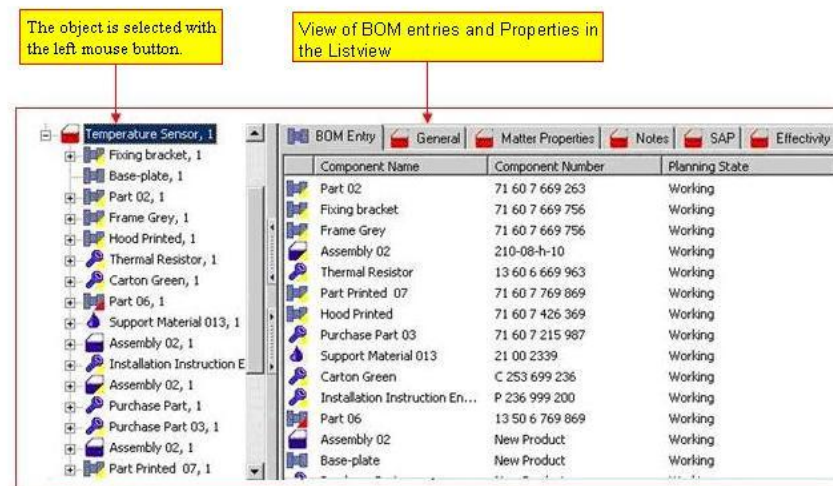 The object is selected with
the left mouse button.
View of BOM entries and Properties in
the Listview
Temperature Sensor, 1
Fixing bracket, 1
Base-plate, 1
Part 02, 1
Frame Grey, 1
Hood Printed, 1
Thermal Resistor, 1
Carton Green, 1
Part 06, 1
Support Material 013, 1
Assembly 02, 1
Installation Instruction E
Assembly 02, 1
Purchase Part, 1
Purchase Part 03, 1
Assembly 02, 1
Part Printed 07, 1
BOM Entry General Matter Properties Notes SAP Effectivity
Component Name Component Number Planning State
Part 02 71 60 7 669 263 Working
Fixing bracket 71 60 7 669 756 Working
Frame Grey 71 60 7 669 756 Working
Assembly 02 210-08-h-10 Working
Thermal Resistor 13 60 6 669 963 Working
Part Printed 07 71 60 7 769 869 Working
Hood Printed 71 60 7 426 369 Working
Purchase Part 03 71 60 7 215 987 Working
Support Material 013 21 00 2339 Working
Carton Green C 253 699 236 Working
Installation Instruction En... P 236 999 200 Working
Part 06 13 50 6 769 869 Working
Assembly 02 New Product Working
Base-plate New Product Working